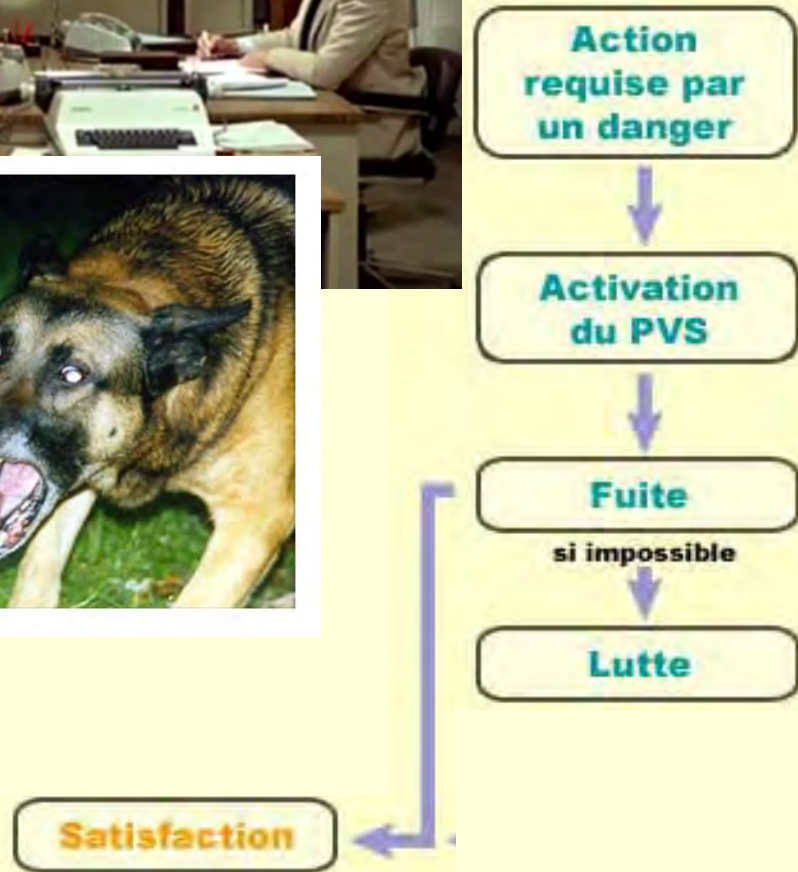 Action
requise par
un danger
Activation
du PVS
Fuite
si impossible
Lutte
Satisfaction